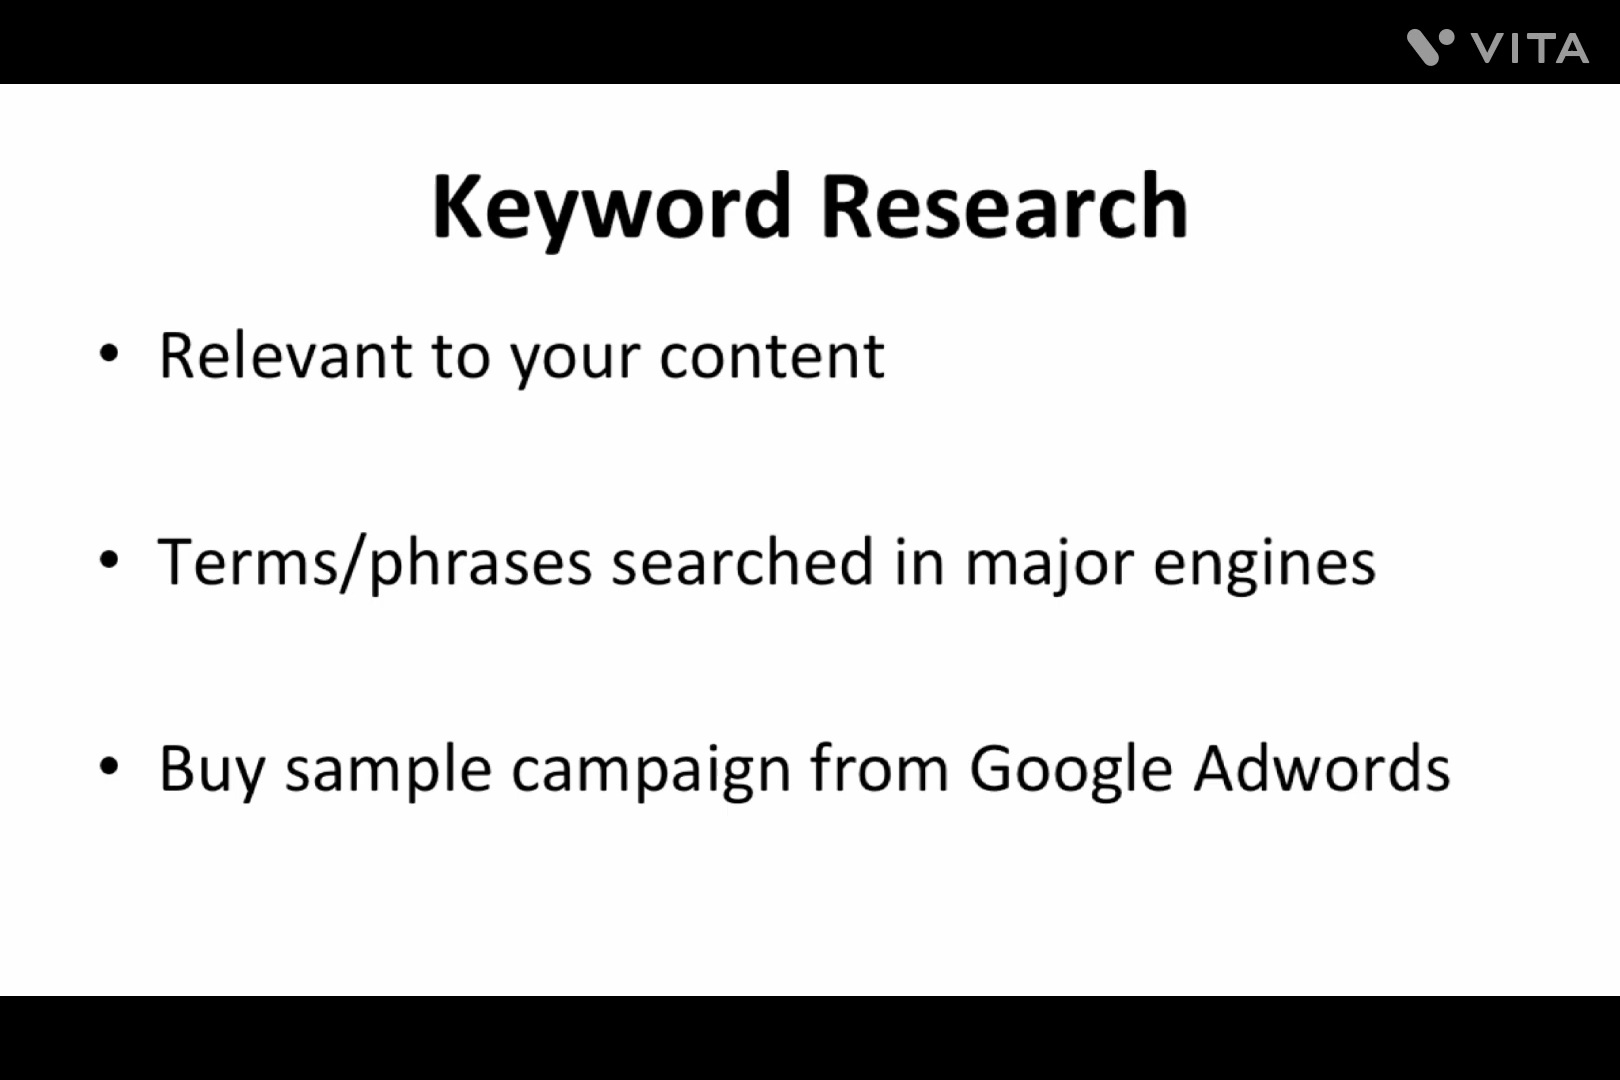 VITA
Keyword Research
• Relevant to your content
• Terms/phrases searched in major engines
• Buy sample campaign from Google Adwords